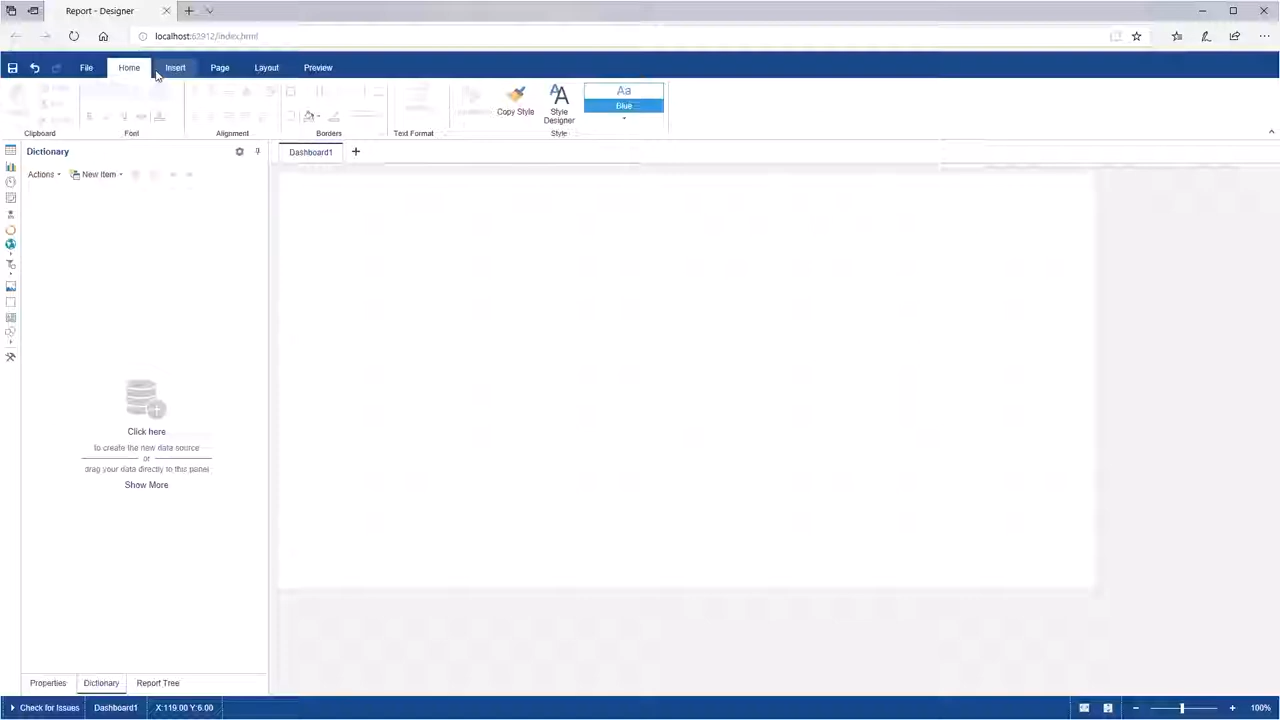 Report - Designer
localhost:62912/index.html
File Home Insert Page Layout Preview
Copy Style
Style
Designer
Aa
Blue
Clipboard Font Alignment Borders Text Format Style
Dictionary
Dashboard1
Actions New Item
Click here
to create the new data source
or
drag your data directly to this panel
Show More
Properties Dictionary Report Tree
Check for Issues Dashboard1 X:119.00 Y:6.00 100%